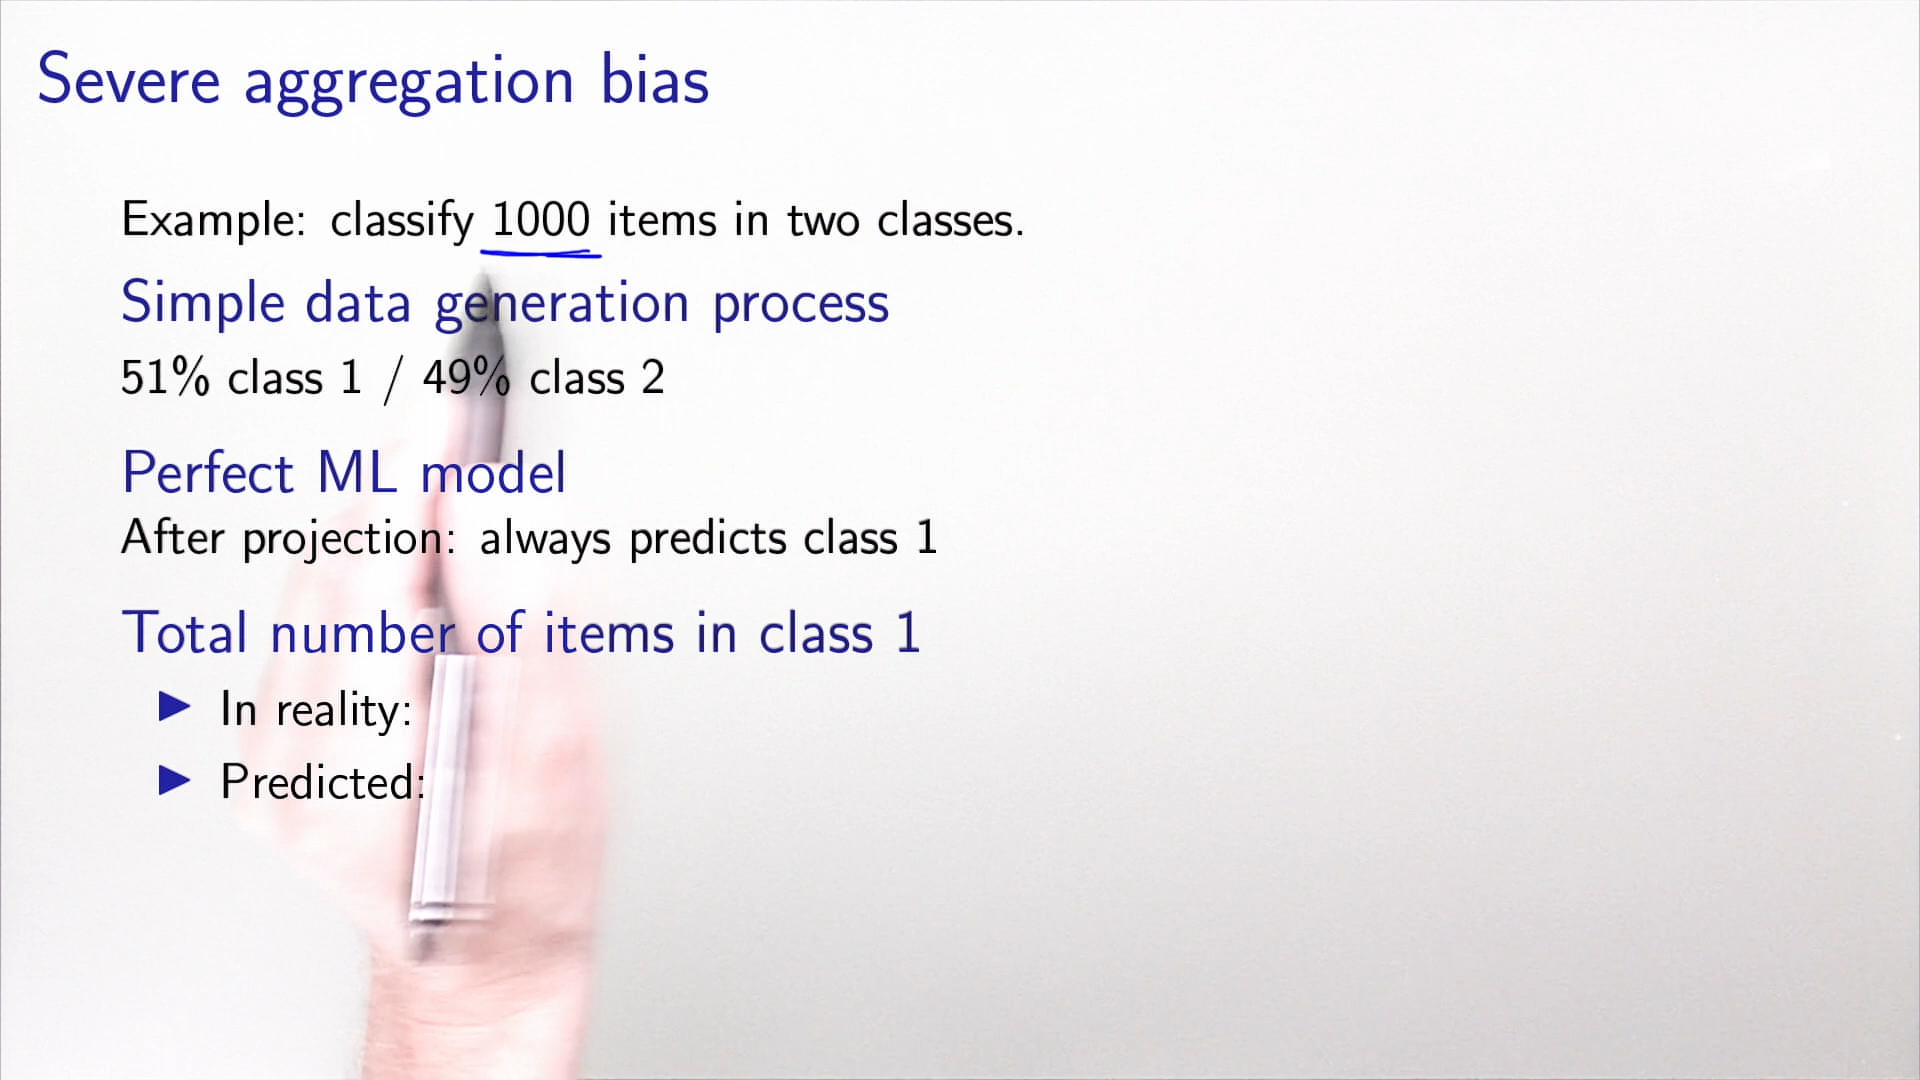 Severe aggregation bias
Example: classify 1000 items in two classes.
Simple data generation process
51% class 1 / 49% class 2
Perfect ML model
After projection: always predicts class 1
Total number of items in class 1
▶ In reality:
▶ Predicted: